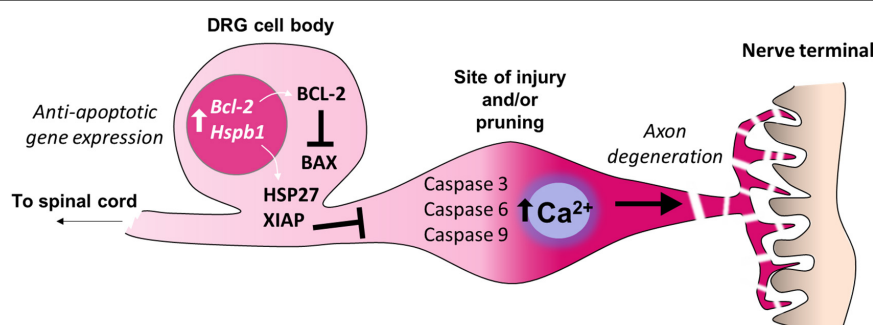 DRG cell body
Nerve terminal
Anti-apoptotic
gene expression
Bcl-2
Hspb1
BCL-2
BAX
HSP27
XIAP
To spinal cord
Site of injury
and/or
pruning
Caspase 3
Caspase 6
Caspase 9
Ca²⁺
Axon
degeneration